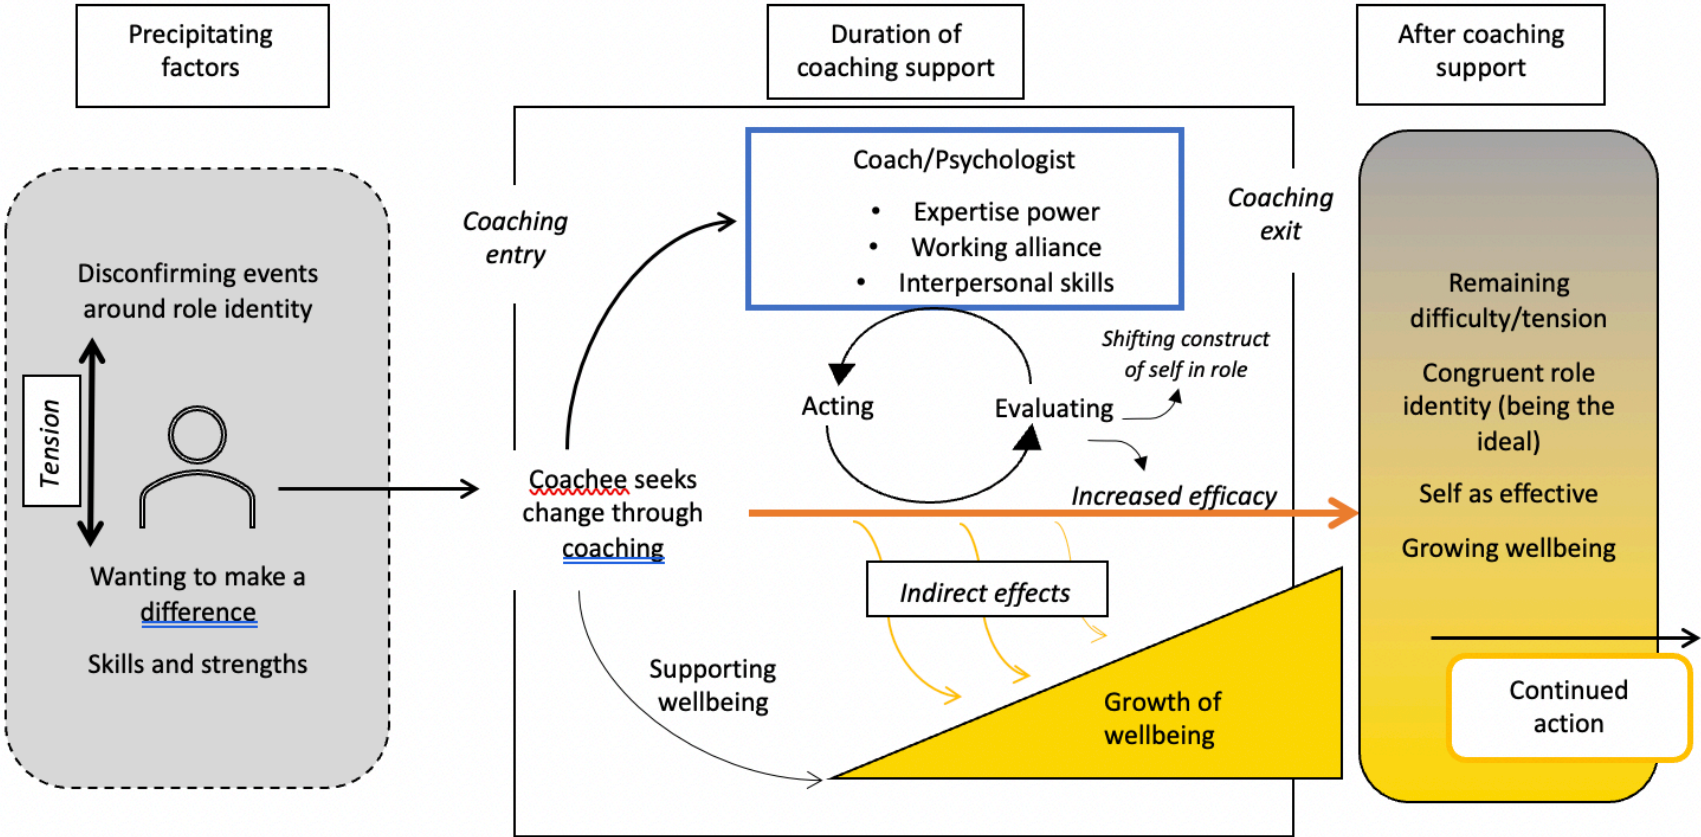 Precipitating
factors
Duration of
coaching support
After coaching
support
Disconfirming events
around role identity
Tension
Wanting to make a
difference
Skills and strengths
Coaching
entry
Coachee seeks
change through
coaching
Coach/Psychologist
• Expertise power
• Working alliance
• Interpersonal skills
Acting
Evaluating
Shifting construct
of self in role
Increased efficacy
Indirect effects
Supporting
wellbeing
Growth of
wellbeing
Coaching
exit
Remaining
difficulty/tension
Congruent role
identity (being the
ideal)
Self as effective
Growing wellbeing
Continued
action